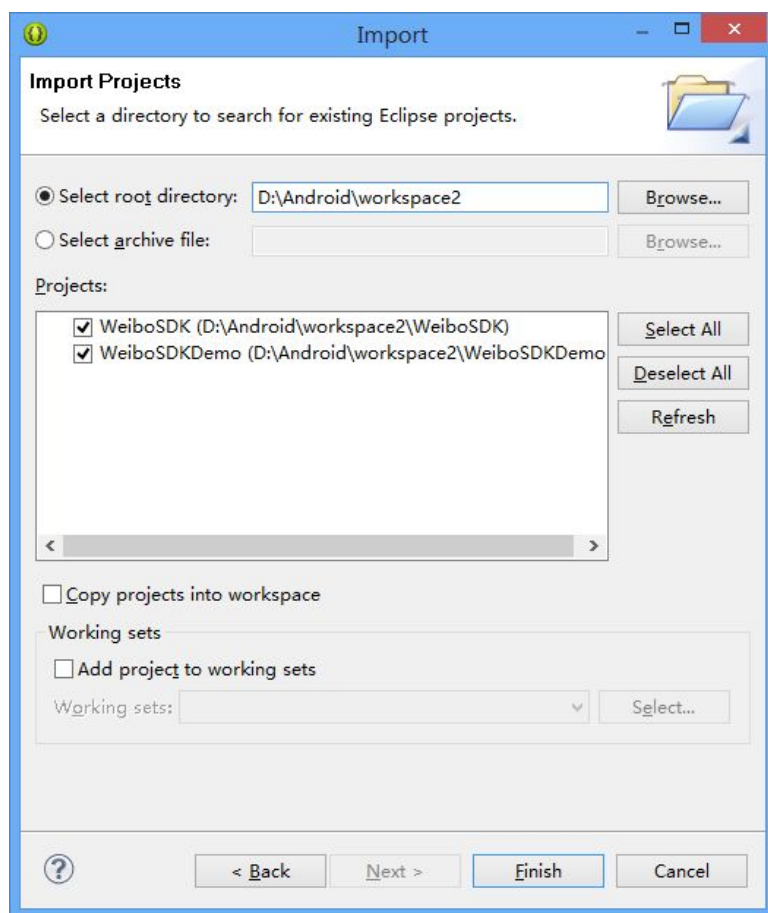 Import
Import Projects
Select a directory to search for existing Eclipse projects.
Select root directory: D:\Android\workspace2 Browse...
Select archive file: Browse...
Projects:
WeiboSDK (D:\Android\workspace2\WeiboSDK) Select All
WeiboSDKDemo (D:\Android\workspace2\WeiboSDKDemo
Deselect All
Refresh
Copy projects into workspace
Working sets
Add project to working sets
Working sets: Select...
? < Back Next > Finish Cancel